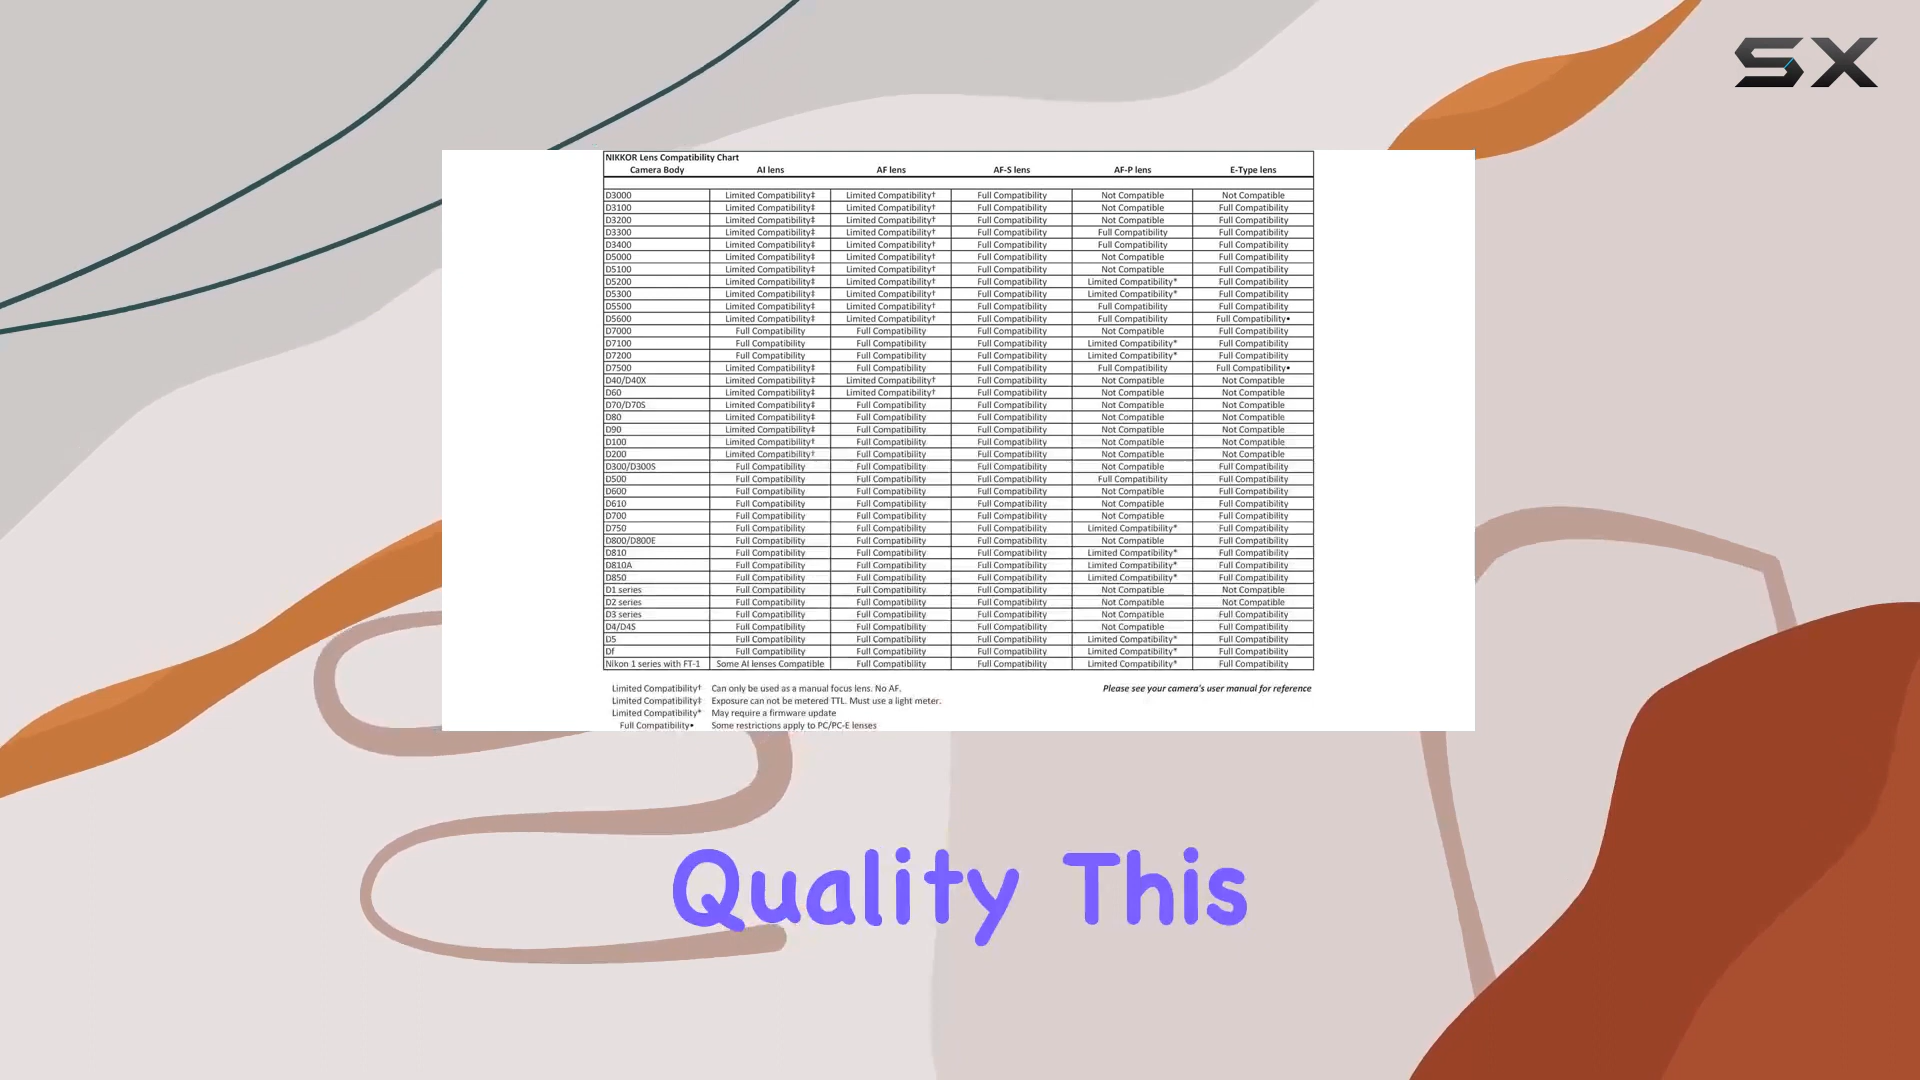 SX
NIKKOR Lens Compatibility Chart
Camera Body AI lens AF lens AF-S lens AF-P lens E-Type lens
D3000 Limited Compatibility‡ Limited Compatibility† Full Compatibility Not Compatible Not Compatible
D3100 Limited Compatibility‡ Limited Compatibility† Full Compatibility Not Compatible Full Compatibility
D3200 Limited Compatibility‡ Limited Compatibility† Full Compatibility Not Compatible Full Compatibility
D3300 Limited Compatibility‡ Limited Compatibility† Full Compatibility Full Compatibility Full Compatibility
D3400 Limited Compatibility‡ Limited Compatibility† Full Compatibility Full Compatibility Full Compatibility
D5000 Limited Compatibility‡ Limited Compatibility† Full Compatibility Not Compatible Full Compatibility
D5100 Limited Compatibility‡ Limited Compatibility† Full Compatibility Not Compatible Full Compatibility
D5200 Limited Compatibility‡ Limited Compatibility† Full Compatibility Limited Compatibility* Full Compatibility
D5300 Limited Compatibility‡ Limited Compatibility† Full Compatibility Limited Compatibility* Full Compatibility
D5500 Limited Compatibility‡ Limited Compatibility† Full Compatibility Full Compatibility Full Compatibility
D5600 Limited Compatibility‡ Limited Compatibility† Full Compatibility Full Compatibility Full Compatibility•
D7000 Full Compatibility Full Compatibility Full Compatibility Not Compatible Full Compatibility
D7100 Full Compatibility Full Compatibility Full Compatibility Limited Compatibility* Full Compatibility
D7200 Full Compatibility Full Compatibility Full Compatibility Limited Compatibility* Full Compatibility
D7500 Limited Compatibility‡ Full Compatibility Full Compatibility Full Compatibility Full Compatibility•
D40/D40X Limited Compatibility‡ Limited Compatibility† Full Compatibility Not Compatible Not Compatible
D60 Limited Compatibility‡ Limited Compatibility† Full Compatibility Not Compatible Not Compatible
D70/D70S Limited Compatibility‡ Full Compatibility Full Compatibility Not Compatible Not Compatible
D80 Limited Compatibility‡ Full Compatibility Full Compatibility Not Compatible Not Compatible
D90 Limited Compatibility‡ Full Compatibility Full Compatibility Not Compatible Not Compatible
D100 Limited Compatibility† Full Compatibility Full Compatibility Not Compatible Not Compatible
D200 Limited Compatibility† Full Compatibility Full Compatibility Not Compatible Not Compatible
D300/D300S Full Compatibility Full Compatibility Full Compatibility Not Compatible Full Compatibility
D500 Full Compatibility Full Compatibility Full Compatibility Full Compatibility Full Compatibility
D600 Full Compatibility Full Compatibility Full Compatibility Not Compatible Full Compatibility
D610 Full Compatibility Full Compatibility Full Compatibility Not Compatible Full Compatibility
D700 Full Compatibility Full Compatibility Full Compatibility Not Compatible Full Compatibility
D750 Full Compatibility Full Compatibility Full Compatibility Limited Compatibility* Full Compatibility
D800/D800E Full Compatibility Full Compatibility Full Compatibility Not Compatible Full Compatibility
D810 Full Compatibility Full Compatibility Full Compatibility Limited Compatibility* Full Compatibility
D810A Full Compatibility Full Compatibility Full Compatibility Limited Compatibility* Full Compatibility
D850 Full Compatibility Full Compatibility Full Compatibility Limited Compatibility* Full Compatibility
D1 series Full Compatibility Full Compatibility Full Compatibility Not Compatible Not Compatible
D2 series Full Compatibility Full Compatibility Full Compatibility Not Compatible Not Compatible
D3 series Full Compatibility Full Compatibility Full Compatibility Not Compatible Full Compatibility
D4/D4S Full Compatibility Full Compatibility Full Compatibility Not Compatible Full Compatibility
D5 Full Compatibility Full Compatibility Full Compatibility Limited Compatibility* Full Compatibility
Df Full Compatibility Full Compatibility Full Compatibility Limited Compatibility* Full Compatibility
Nikon 1 series with FT-1 Some AI lenses Compatible Full Compatibility Full Compatibility Limited Compatibility* Full Compatibility
Limited Compatibility† Can only be used as a manual focus lens. No AF. Please see your camera's user manual for reference
Limited Compatibility‡ Exposure can not be metered TTL. Must use a light meter.
Limited Compatibility* May require a firmware update
Full Compatibility• Some restrictions apply to PC/PC-E lenses
Quality This